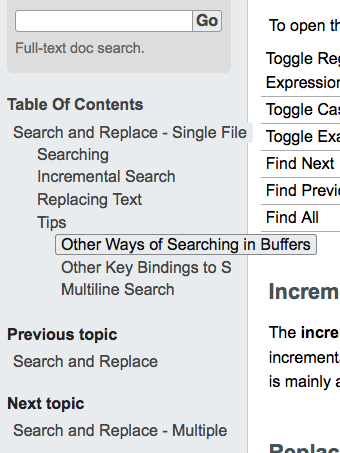 Go
Full-text doc search.
Table Of Contents
Search and Replace - Single File
Searching
Incremental Search
Replacing Text
Tips
Other Ways of Searching in Buffers
Other Key Bindings to S
Multiline Search
Previous topic
Search and Replace
Next topic
Search and Replace - Multiple
To open th
Toggle Reg
Expression
Toggle Cas
Toggle Exa
Find Next
Find Previo
Find All
Increm
The incre
incrementa
is mainly a
Replac